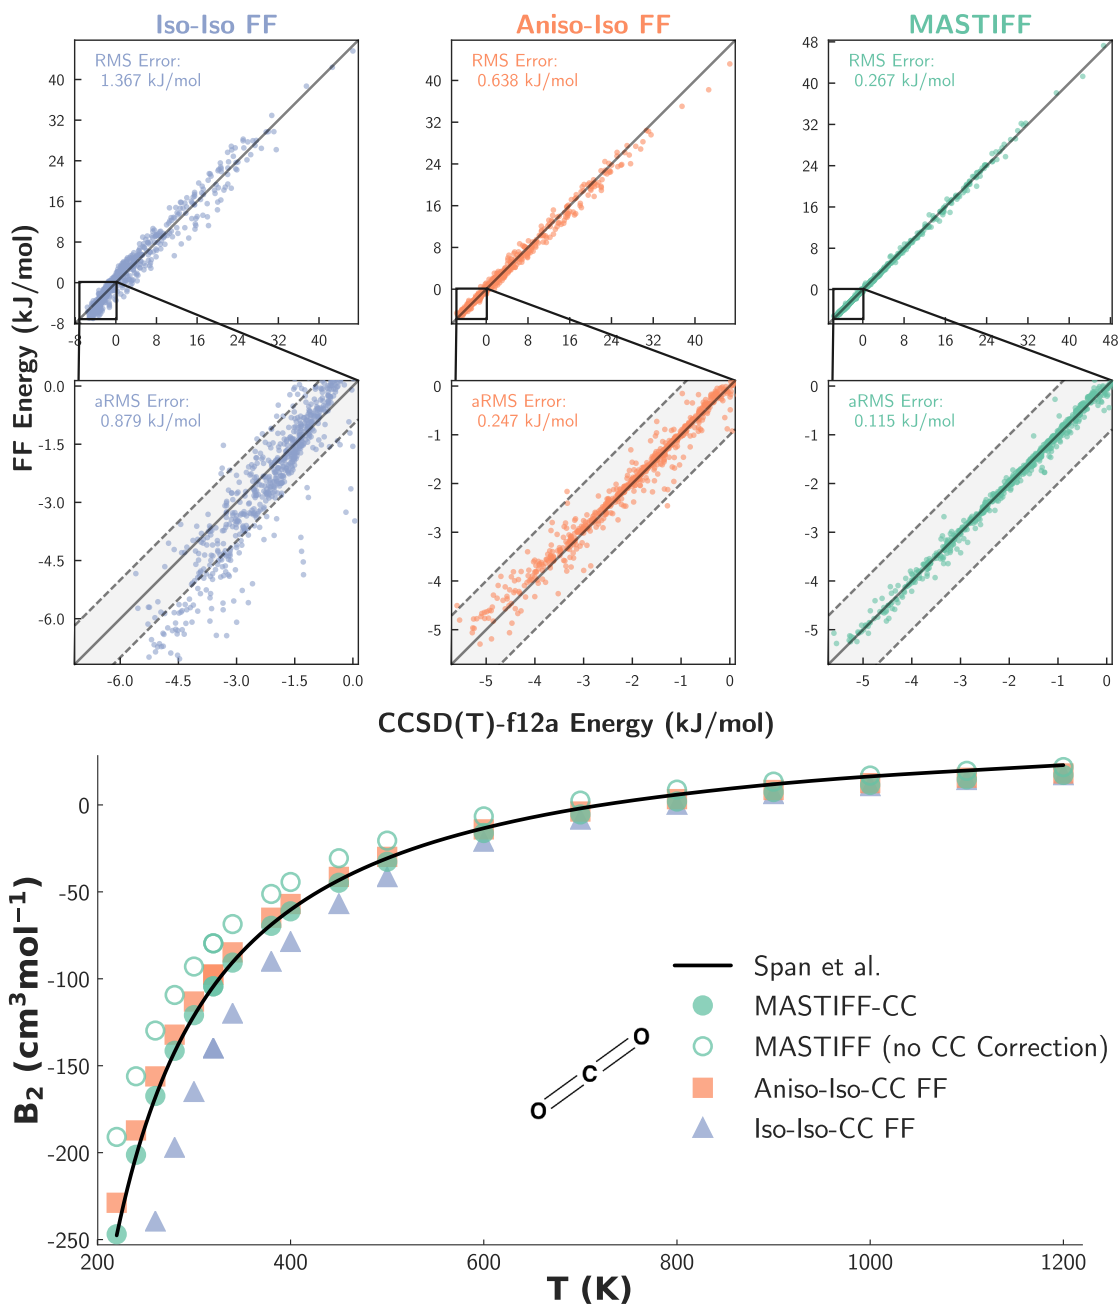 Iso-Iso FF
Aniso-Iso FF
MASTIFF
RMS Error:
1.367 kJ/mol
RMS Error:
0.638 kJ/mol
RMS Error:
0.267 kJ/mol
40
32
24
16
8
0
-8
40
32
24
16
8
0
48
40
32
24
16
8
0
-8 0 8 16 24 32 40
0 8 16 24 32 40
0 8 16 24 32 40 48
FF Energy (kJ/mol)
aRMS Error:
0.879 kJ/mol
aRMS Error:
0.247 kJ/mol
aRMS Error:
0.115 kJ/mol
0.0
-1.5
-3.0
-4.5
-6.0
0
-1
-2
-3
-4
-5
0
-1
-2
-3
-4
-5
-6.0 -4.5 -3.0 -1.5 0.0
-5 -4 -3 -2 -1 0
-5 -4 -3 -2 -1 0
CCSD(T)-f12a Energy (kJ/mol)
0
-50
-100
-150
-200
-250
B₂ (cm³mol⁻¹)
Span et al.
MASTIFF-CC
MASTIFF (no CC Correction)
Aniso-Iso-CC FF
Iso-Iso-CC FF
O
C
O
200 400 600 800 1000 1200
T (K)